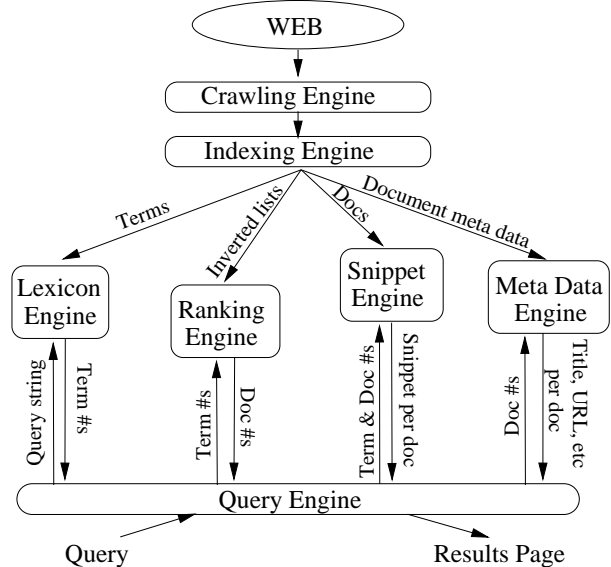 WEB
Crawling Engine
Indexing Engine
Terms
Inverted lists
Docs
Document meta data
Lexicon
Engine
Ranking
Engine
Snippet
Engine
Meta Data
Engine
Query string
Term #s
Term #s
Doc #s
Term & Doc #s
Snippet per doc
Doc #s
Title, URL, etc
per doc
Query Engine
Query
Results Page